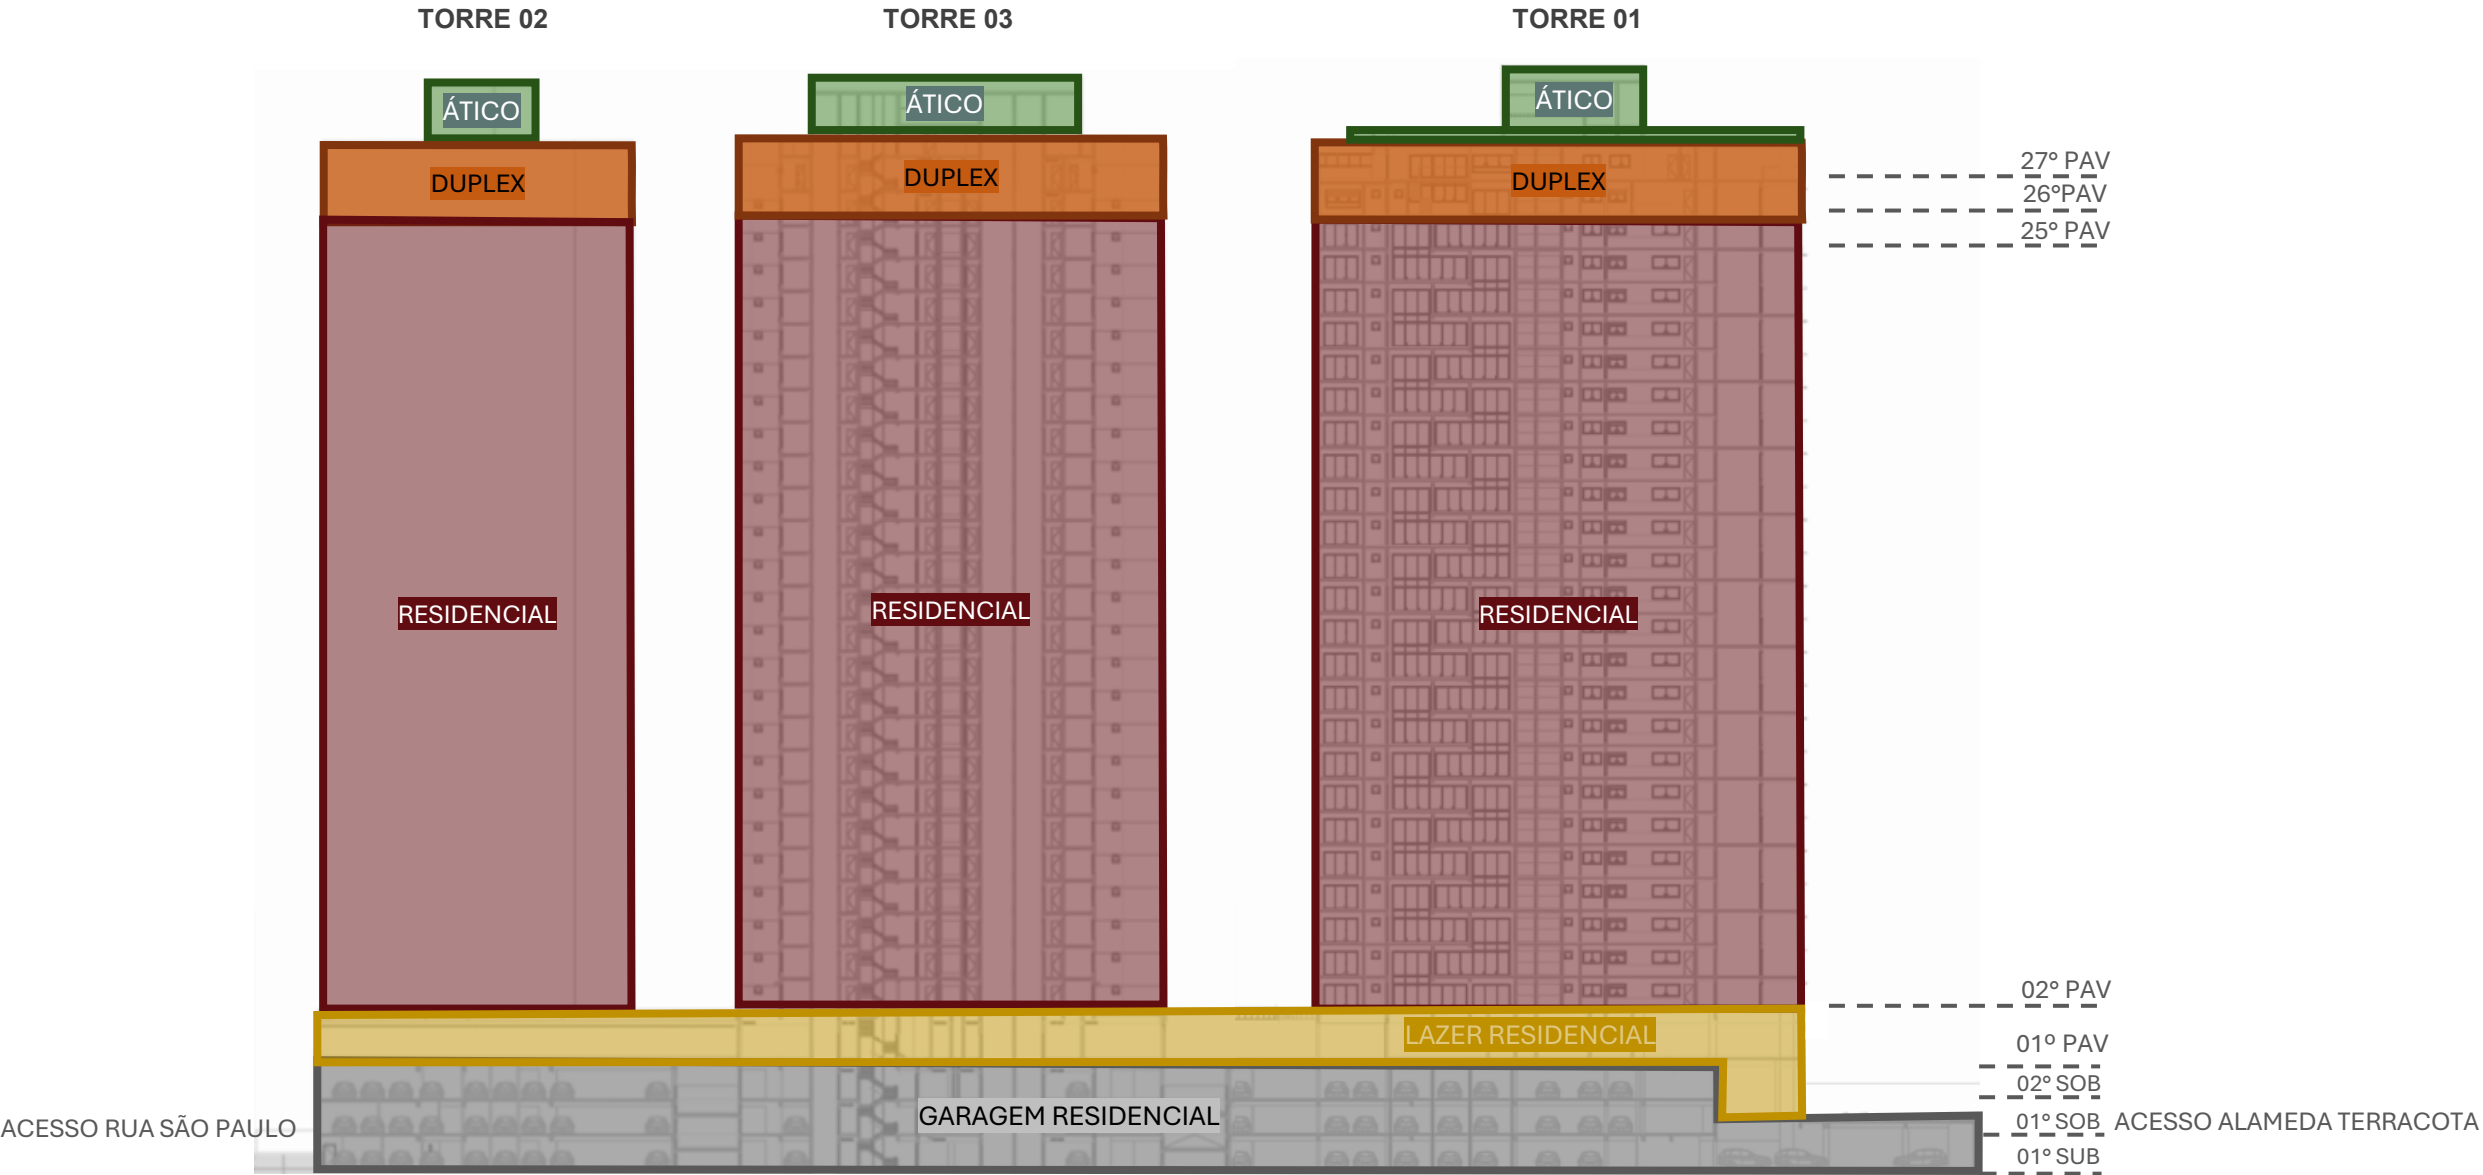 TORRE 02 TORRE 03 TORRE 01
ÁTICO ÁTICO ÁTICO
DUPLEX DUPLEX DUPLEX
27º PAV
26ºPAV
25º PAV
RESIDENCIAL RESIDENCIAL RESIDENCIAL
02º PAV
LAZER RESIDENCIAL
01º PAV
02º SOB
GARAGEM RESIDENCIAL
ACESSO RUA SÃO PAULO
01º SOB ACESSO ALAMEDA TERRACOTA
01º SUB